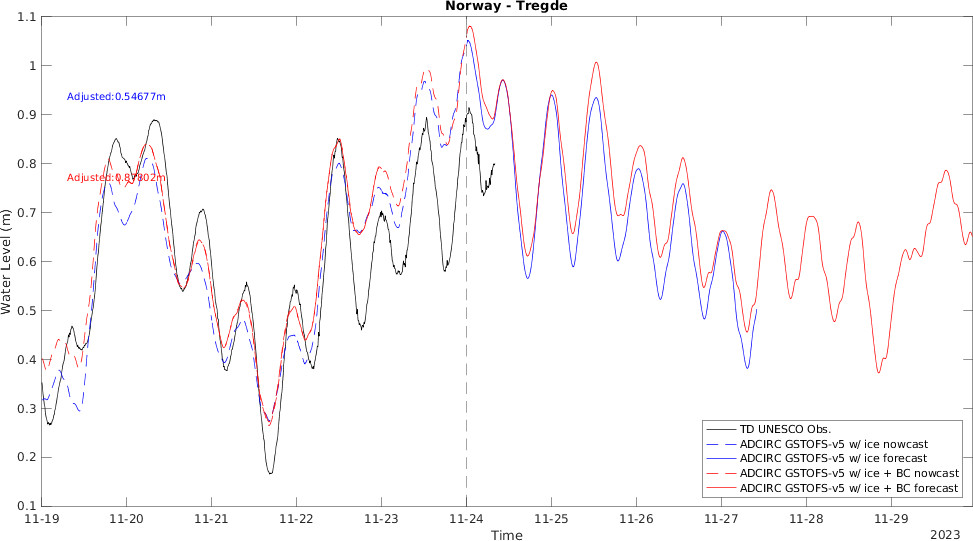 Norway - Tregde
1.1
1
0.9
0.8
0.7
0.6
0.5
0.4
0.3
0.2
0.1
Water Level (m)
Adjusted:0.54677m
11-19
11-20
11-21
11-22
11-23
11-24
11-25
11-26
11-27
11-28
11-29
Time
2023
TD UNESCO Obs.
ADCIRC GSTOFS-v5 w/ ice nowcast
ADCIRC GSTOFS-v5 w/ ice forecast
ADCIRC GSTOFS-v5 w/ ice + BC nowcast
ADCIRC GSTOFS-v5 w/ ice + BC forecast